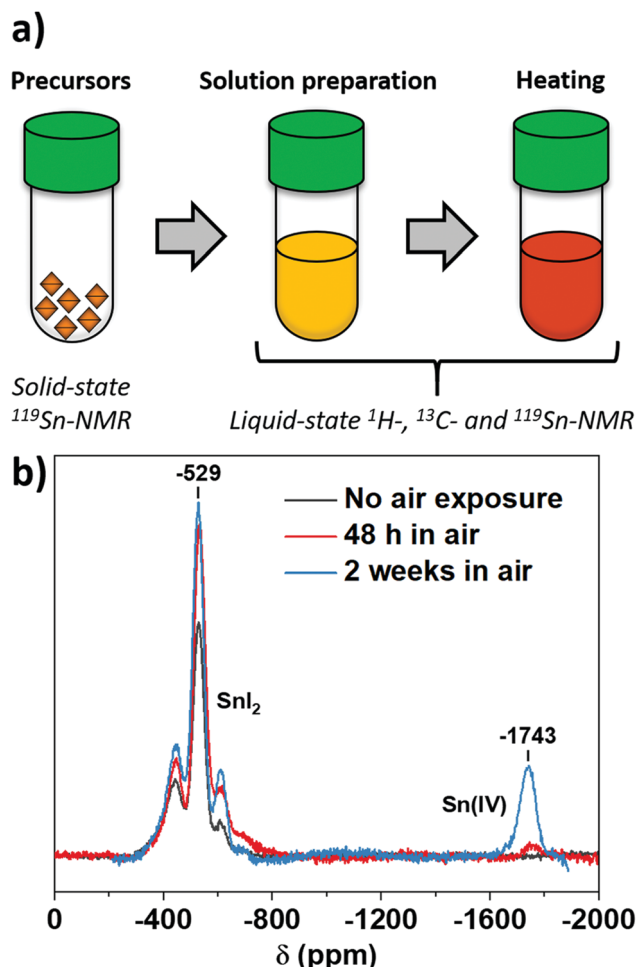 a)
Precursors Solution preparation Heating
Solid-state
¹¹⁹Sn-NMR
Liquid-state ¹H-, ¹³C- and ¹¹⁹Sn-NMR
b)
-529
No air exposure
48 h in air
2 weeks in air
SnI₂
-1743
Sn(IV)
0 -400 -800 -1200 -1600 -2000
δ (ppm)